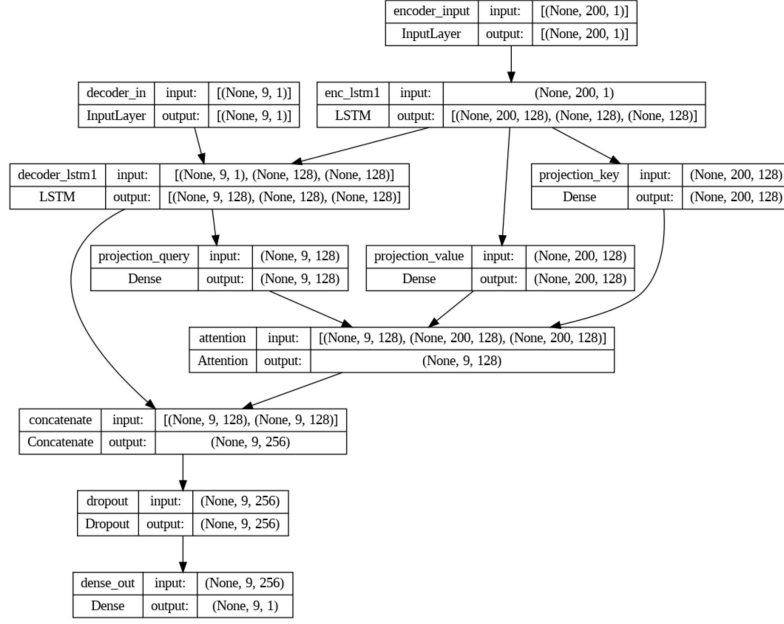 encoder_input input: [(None, 200, 1)]
InputLayer output: [(None, 200, 1)]
decoder_in input: [(None, 9, 1)]
InputLayer output: [(None, 9, 1)]
enc_lstm1 input: (None, 200, 1)
LSTM output: [(None, 200, 128), (None, 128), (None, 128)]
decoder_lstm1 input: [(None, 9, 1), (None, 128), (None, 128)]
LSTM output: [(None, 9, 128), (None, 128), (None, 128)]
projection_key input: (None, 200, 128)
Dense output: (None, 200, 128)
projection_query input: (None, 9, 128)
Dense output: (None, 9, 128)
projection_value input: (None, 200, 128)
Dense output: (None, 200, 128)
attention input: [(None, 9, 128), (None, 200, 128), (None, 200, 128)]
Attention output: (None, 9, 128)
concatenate input: [(None, 9, 128), (None, 9, 128)]
Concatenate output: (None, 9, 256)
dropout input: (None, 9, 256)
Dropout output: (None, 9, 256)
dense_out input: (None, 9, 256)
Dense output: (None, 9, 1)